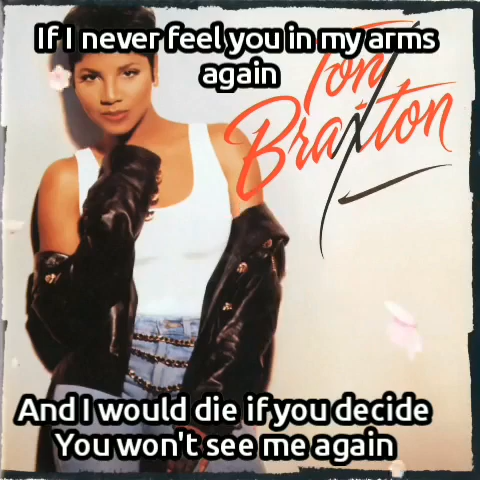 If I never feel you in my arms
again
Toni
Braxton
And I would die if you decide
You won't see me again